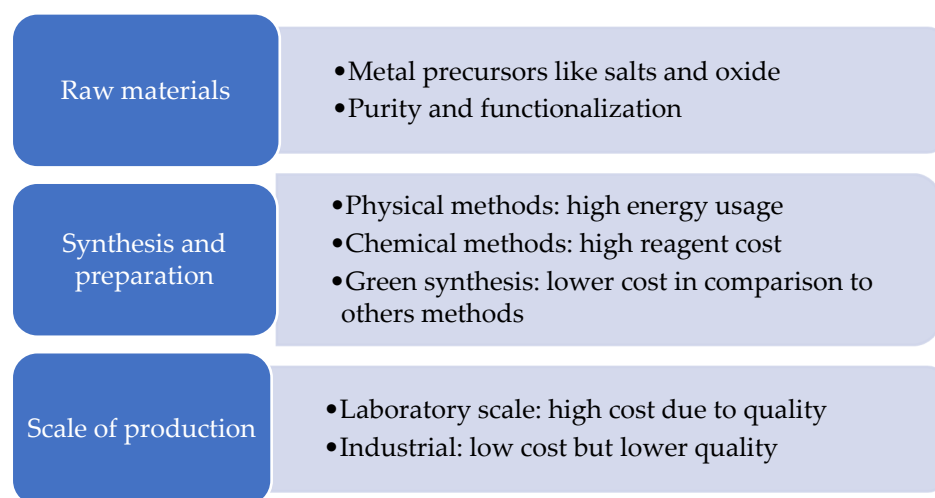 Raw materials
•Metal precursors like salts and oxide
•Purity and functionalization
Synthesis and
preparation
•Physical methods: high energy usage
•Chemical methods: high reagent cost
•Green synthesis: lower cost in comparison to
others methods
Scale of production
•Laboratory scale: high cost due to quality
•Industrial: low cost but lower quality